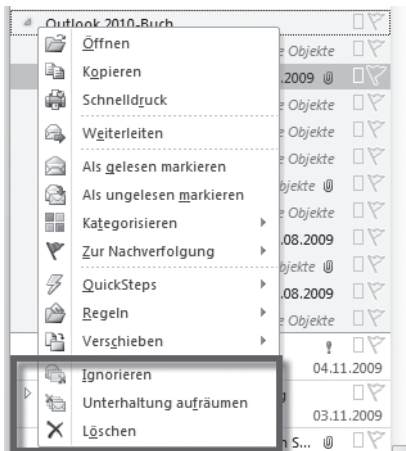 Outlook 2010-Buch
Öffnen
e Objekte
Kopieren
.2009
Schnelldruck
e Objekte
Weiterleiten
e Objekte
Als gelesen markieren
e Objekte
Als ungelesen markieren
bjekte
Kategorisieren
e Objekte
Zur Nachverfolgung
.08.2009
bjekte
QuickSteps
.08.2009
Regeln
e Objekte
Verschieben
Ignorieren
04.11.2009
Unterhaltung aufräumen
03.11.2009
Löschen
n S...